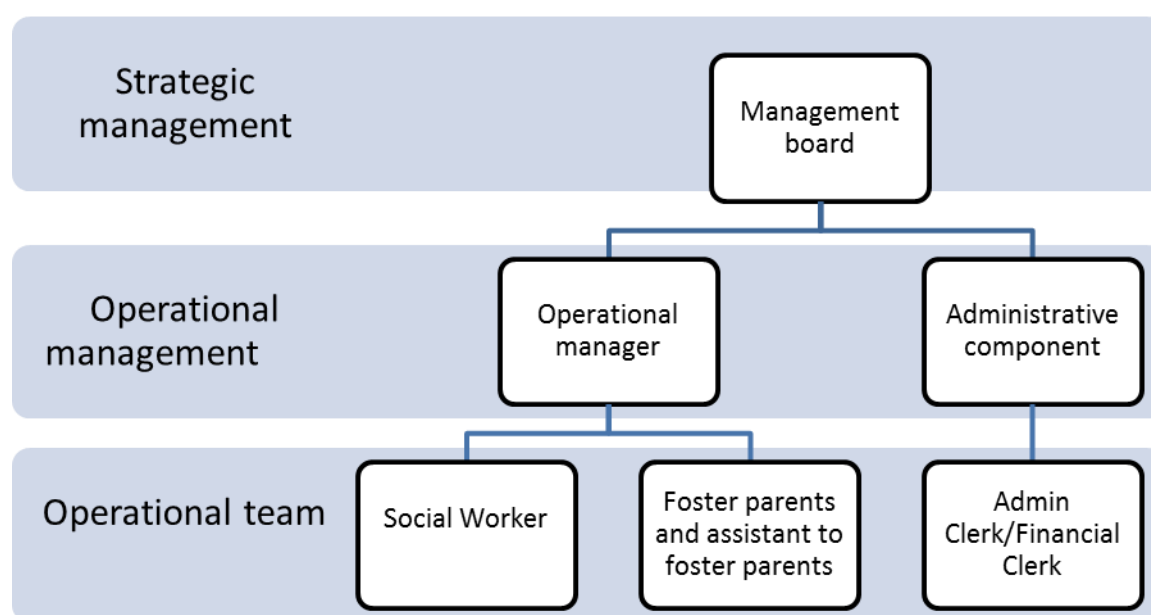 Strategic
management
Management
board
Operational
management
Operational
manager
Administrative
component
Operational team
Social Worker
Foster parents
and assistant to
foster parents
Admin
Clerk/Financial
Clerk